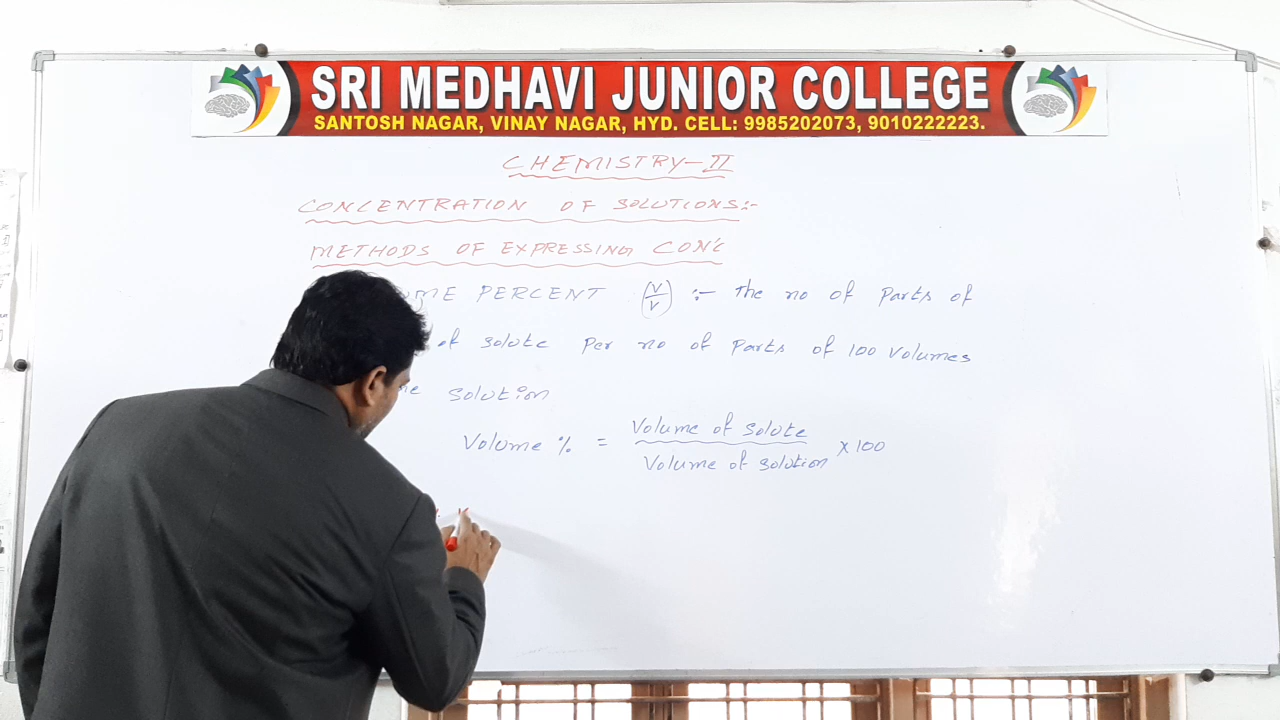 SRI MEDHAVI JUNIOR COLLEGE
SANTOSH NAGAR, VINAY NAGAR, HYD. CELL: 9985202073, 9010222223.
CHEMISTRY-II
CONCENTRATION OF SOLUTIONS:-
METHODS OF EXPRESSING CON'C
PERCENT (V/V) :- The no of Parts of
of solute Per no of Parts of 100 Volumes
solution
Volume % = Volume of solute / Volume of solution × 100